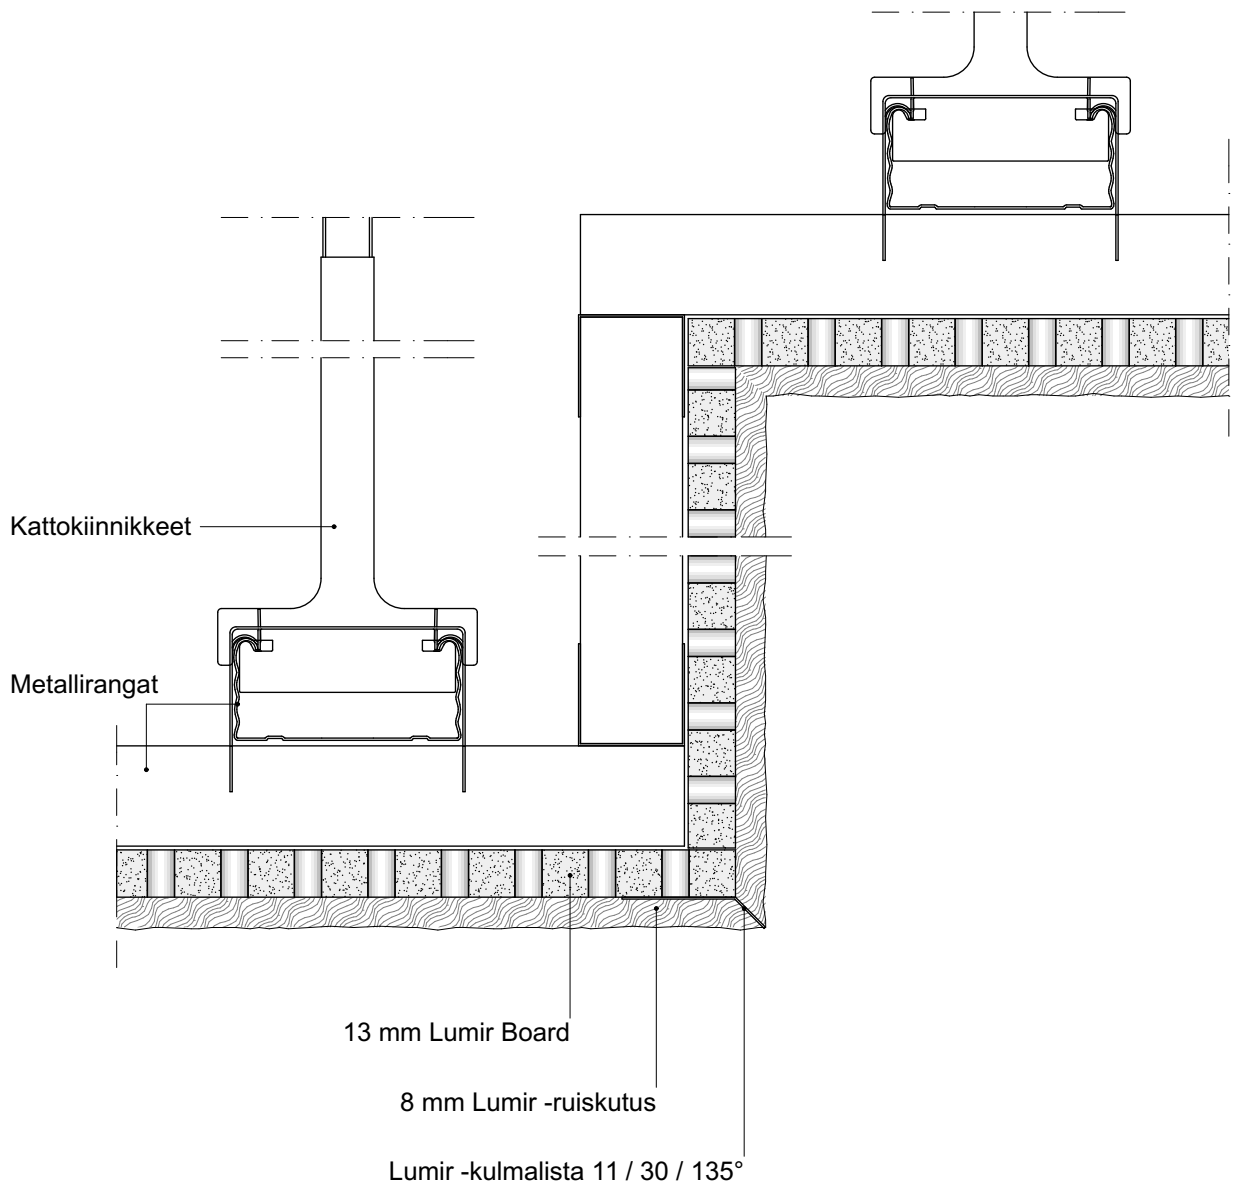 Kattokiinnikkeet
Metallirangat
13 mm Lumir Board
8 mm Lumir -ruiskutus
Lumir -kulmalista 11 / 30 / 135°